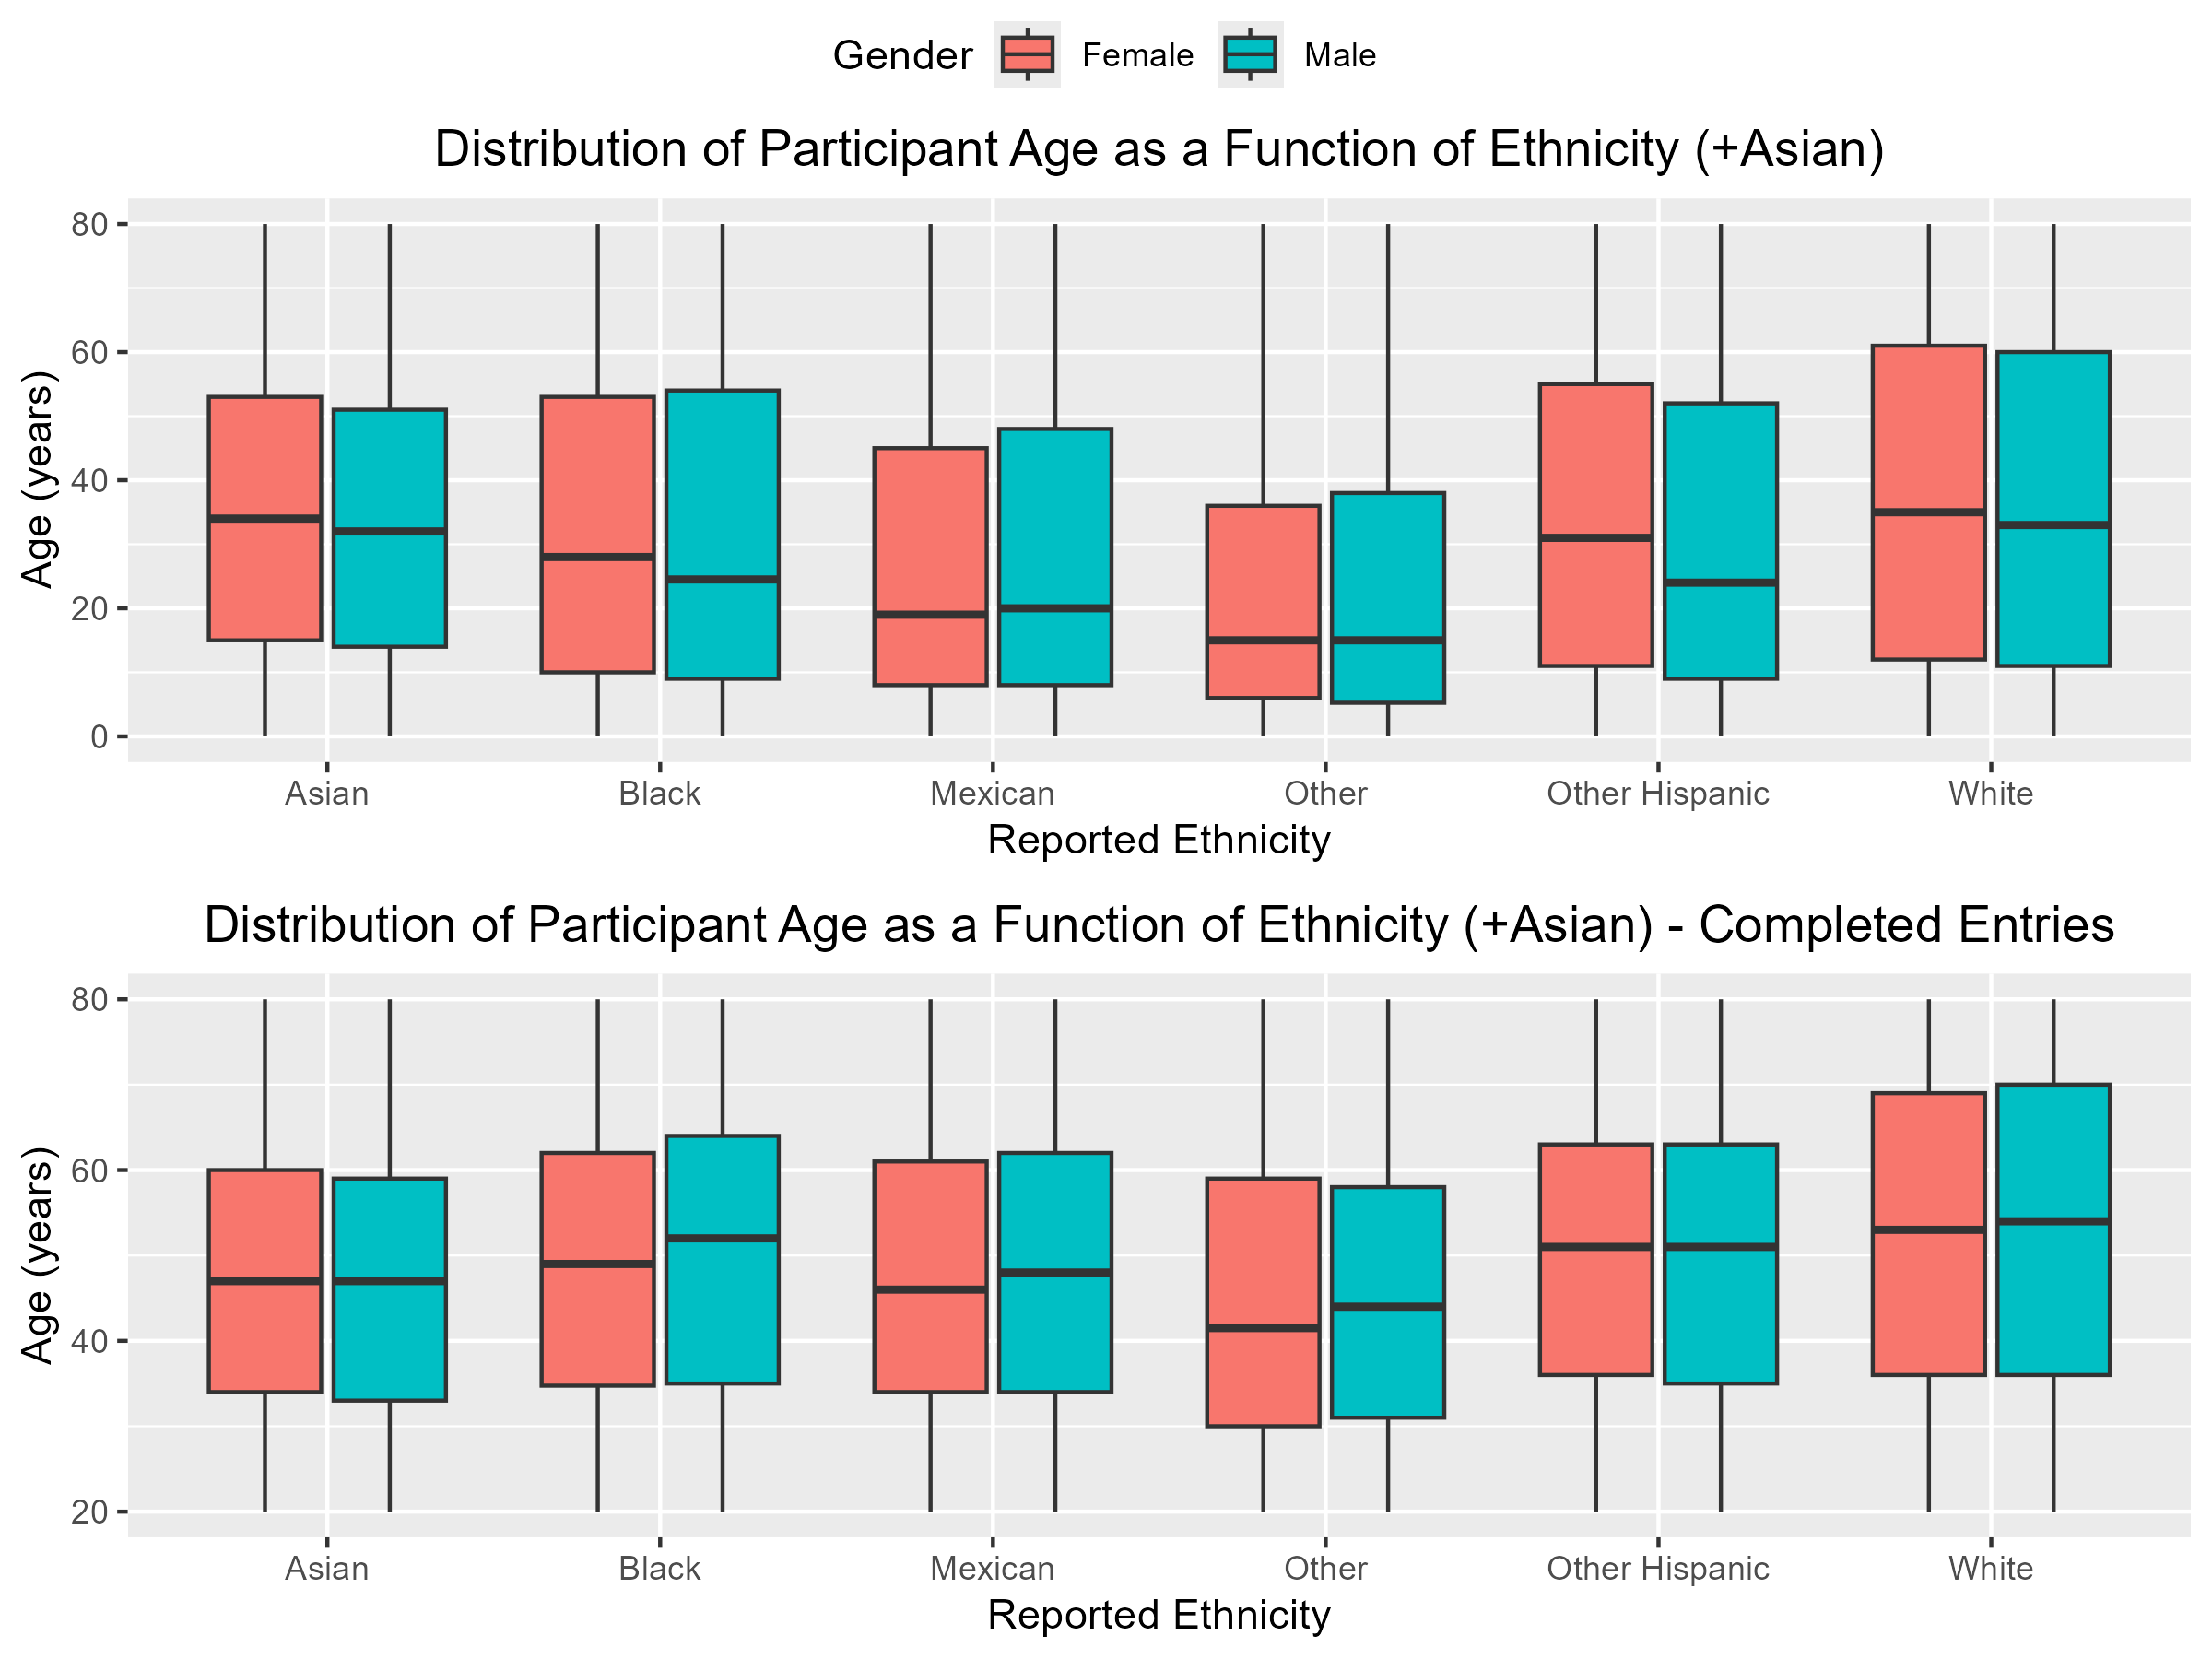 Gender Female Male
Distribution of Participant Age as a Function of Ethnicity (+Asian)
80
60
40
20
0
Age (years)
Asian Black Mexican Other Other Hispanic White
Reported Ethnicity
Distribution of Participant Age as a Function of Ethnicity (+Asian) - Completed Entries
80
60
40
20
Age (years)
Asian Black Mexican Other Other Hispanic White
Reported Ethnicity